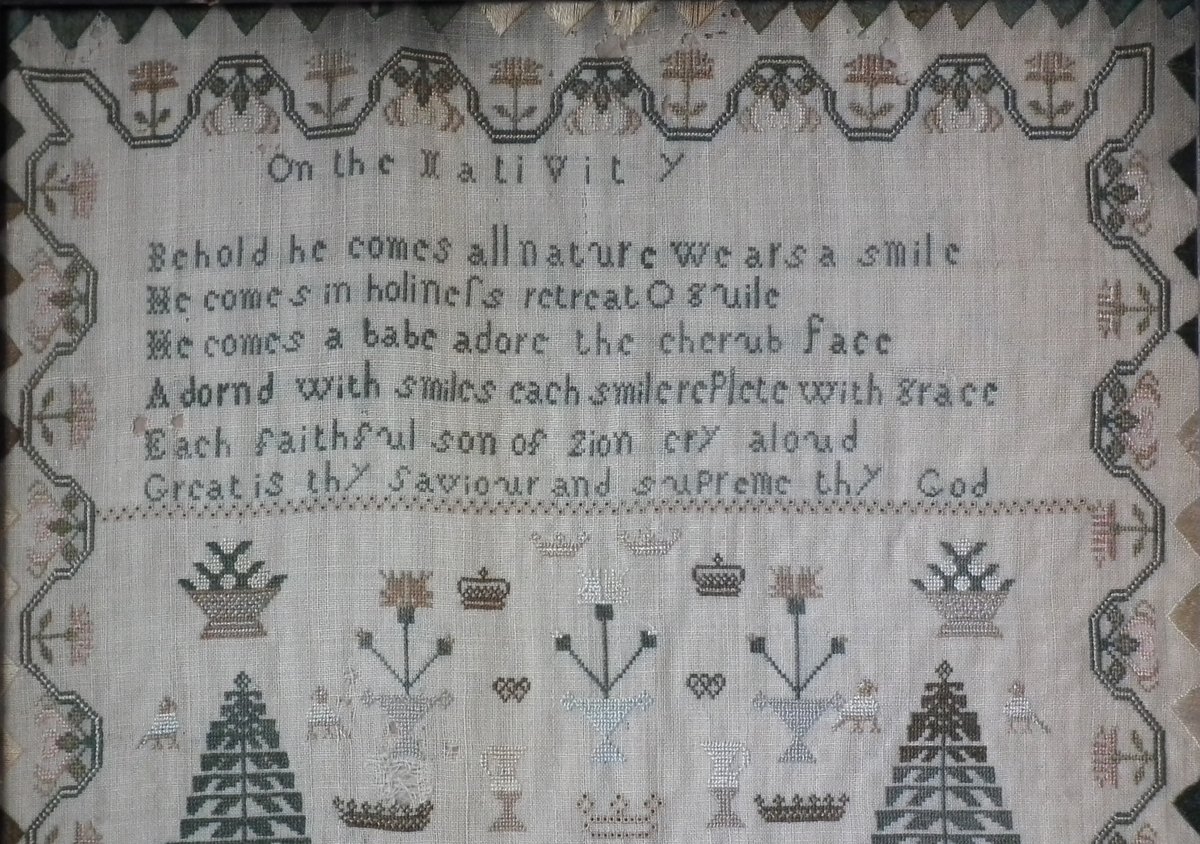 On the Nativity
Behold he comes all nature wears a smile
He comes in holineſs retreat O guile
He comes a babe adore the cherub face
Adornd with smiles each smile replete with grace
Each faithful son of zion cry aloud
Great is thy Saviour and supreme thy God